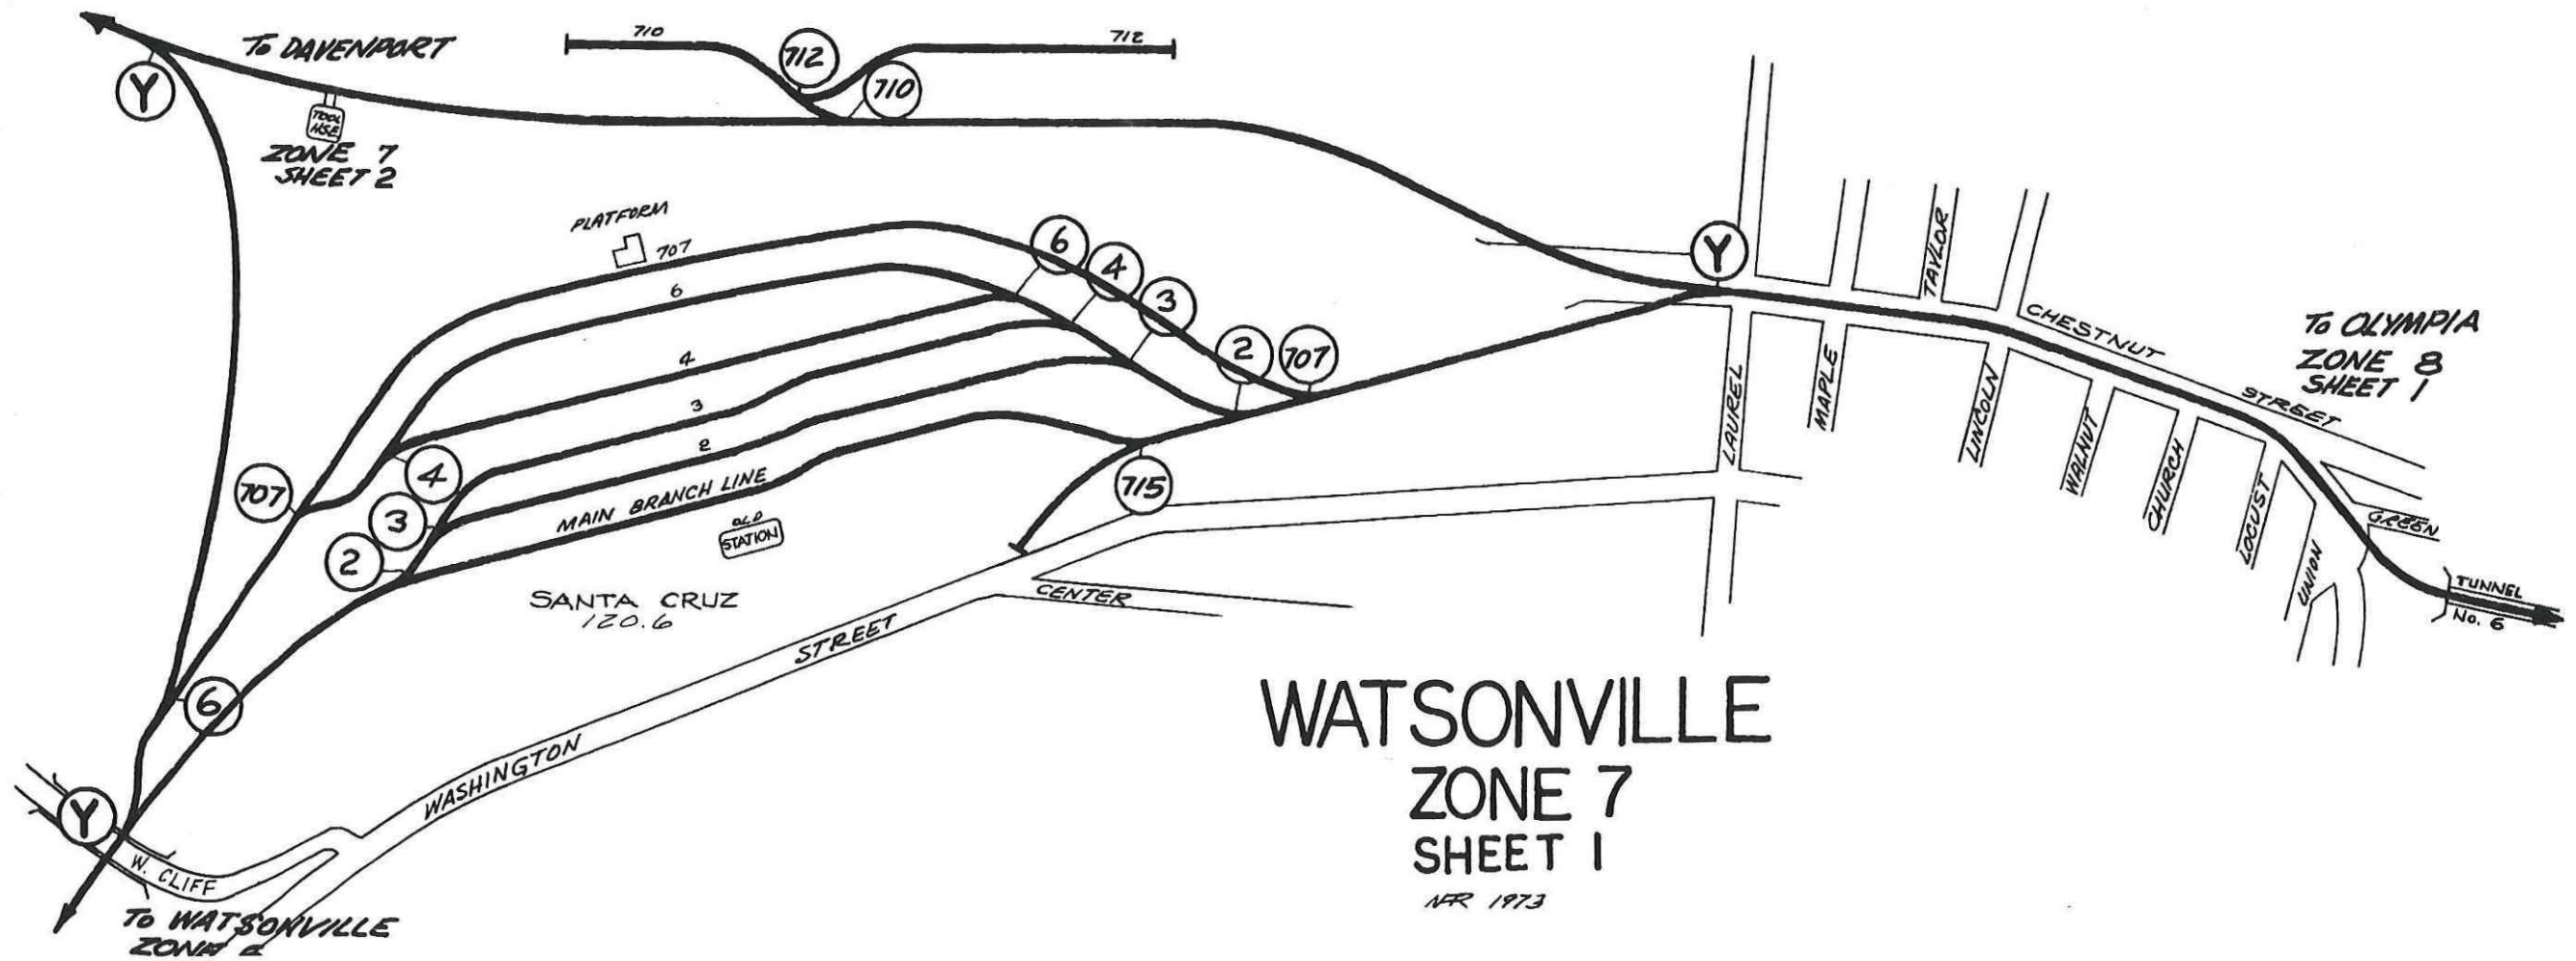 To DAVENPORT
710
712
712
710
Y
TOOL
HSE
ZONE 7
SHEET 2
PLATFORM
707
6
4
3
2
MAIN BRANCH LINE
6
4
3
2
707
Y
TAYLOR
CHESTNUT
STREET
To OLYMPIA
ZONE 8
SHEET 1
LAUREL
MAPLE
LINCOLN
WALNUT
CHURCH
LOCUST
UNION
GREEN
TUNNEL
No. 6
707
4
3
2
715
OLD
STATION
SANTA CRUZ
120.6
CENTER
WASHINGTON STREET
6
Y
W. CLIFF
To WATSONVILLE
WATSONVILLE
ZONE 7
SHEET 1
1973